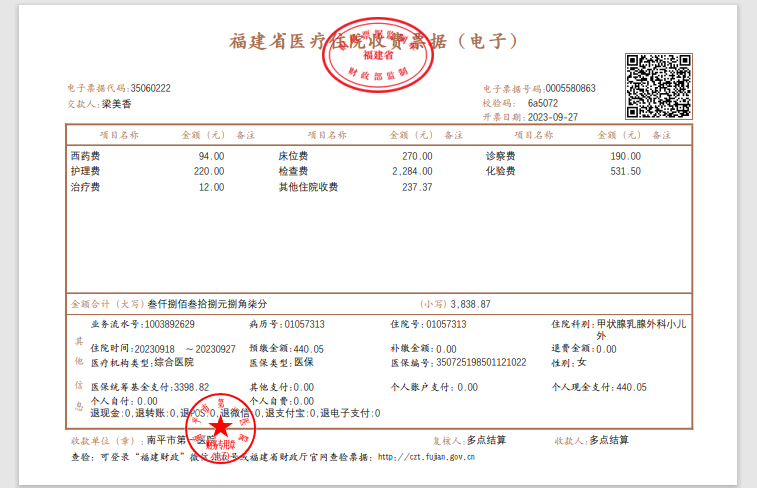 福建省医疗住院收费票据（电子）
福建省
财政部监制
电子票据代码:35060222
电子票据号码:0005580863
交款人:梁美香
校验码: 6a5072
开票日期:2023-09-27
项目名称 金额（元） 备注 项目名称 金额（元） 备注 项目名称 金额（元） 备注
西药费 94.00 床位费 270.00 诊察费 190.00
护理费 220.00 检查费 2,284.00 化验费 531.50
治疗费 12.00 其他住院收费 237.37
金额合计（大写）叁仟捌佰叁拾捌元捌角柒分 (小写) 3,838.87
其他信息
业务流水号:1003892629 病历号:01057313 住院号:01057313 住院科别:甲状腺乳腺外科小儿
外
住院时间:20230918 ～20230927 预缴金额:440.05 补缴金额:0.00 退费金额:0.00
医疗机构类型:综合医院 医保类型:医保 医保编号:350725198501121022 性别:女
医保统筹基金支付:3398.82 其他支付:0.00 个人账户支付: 0.00 个人现金支付:440.05
个人自付: 0.00 个人自费:0.00
退现金:0,退转账:0,退POS:0,退微信:0,退支付宝:0,退电子支付:0
收款单位（章）:南平市第一医院 复核人:多点结算 收款人:多点结算
查验: 可登录“福建财政”微信公众号或福建省财政厅官网查验票据: http://czt.fujian.gov.cn